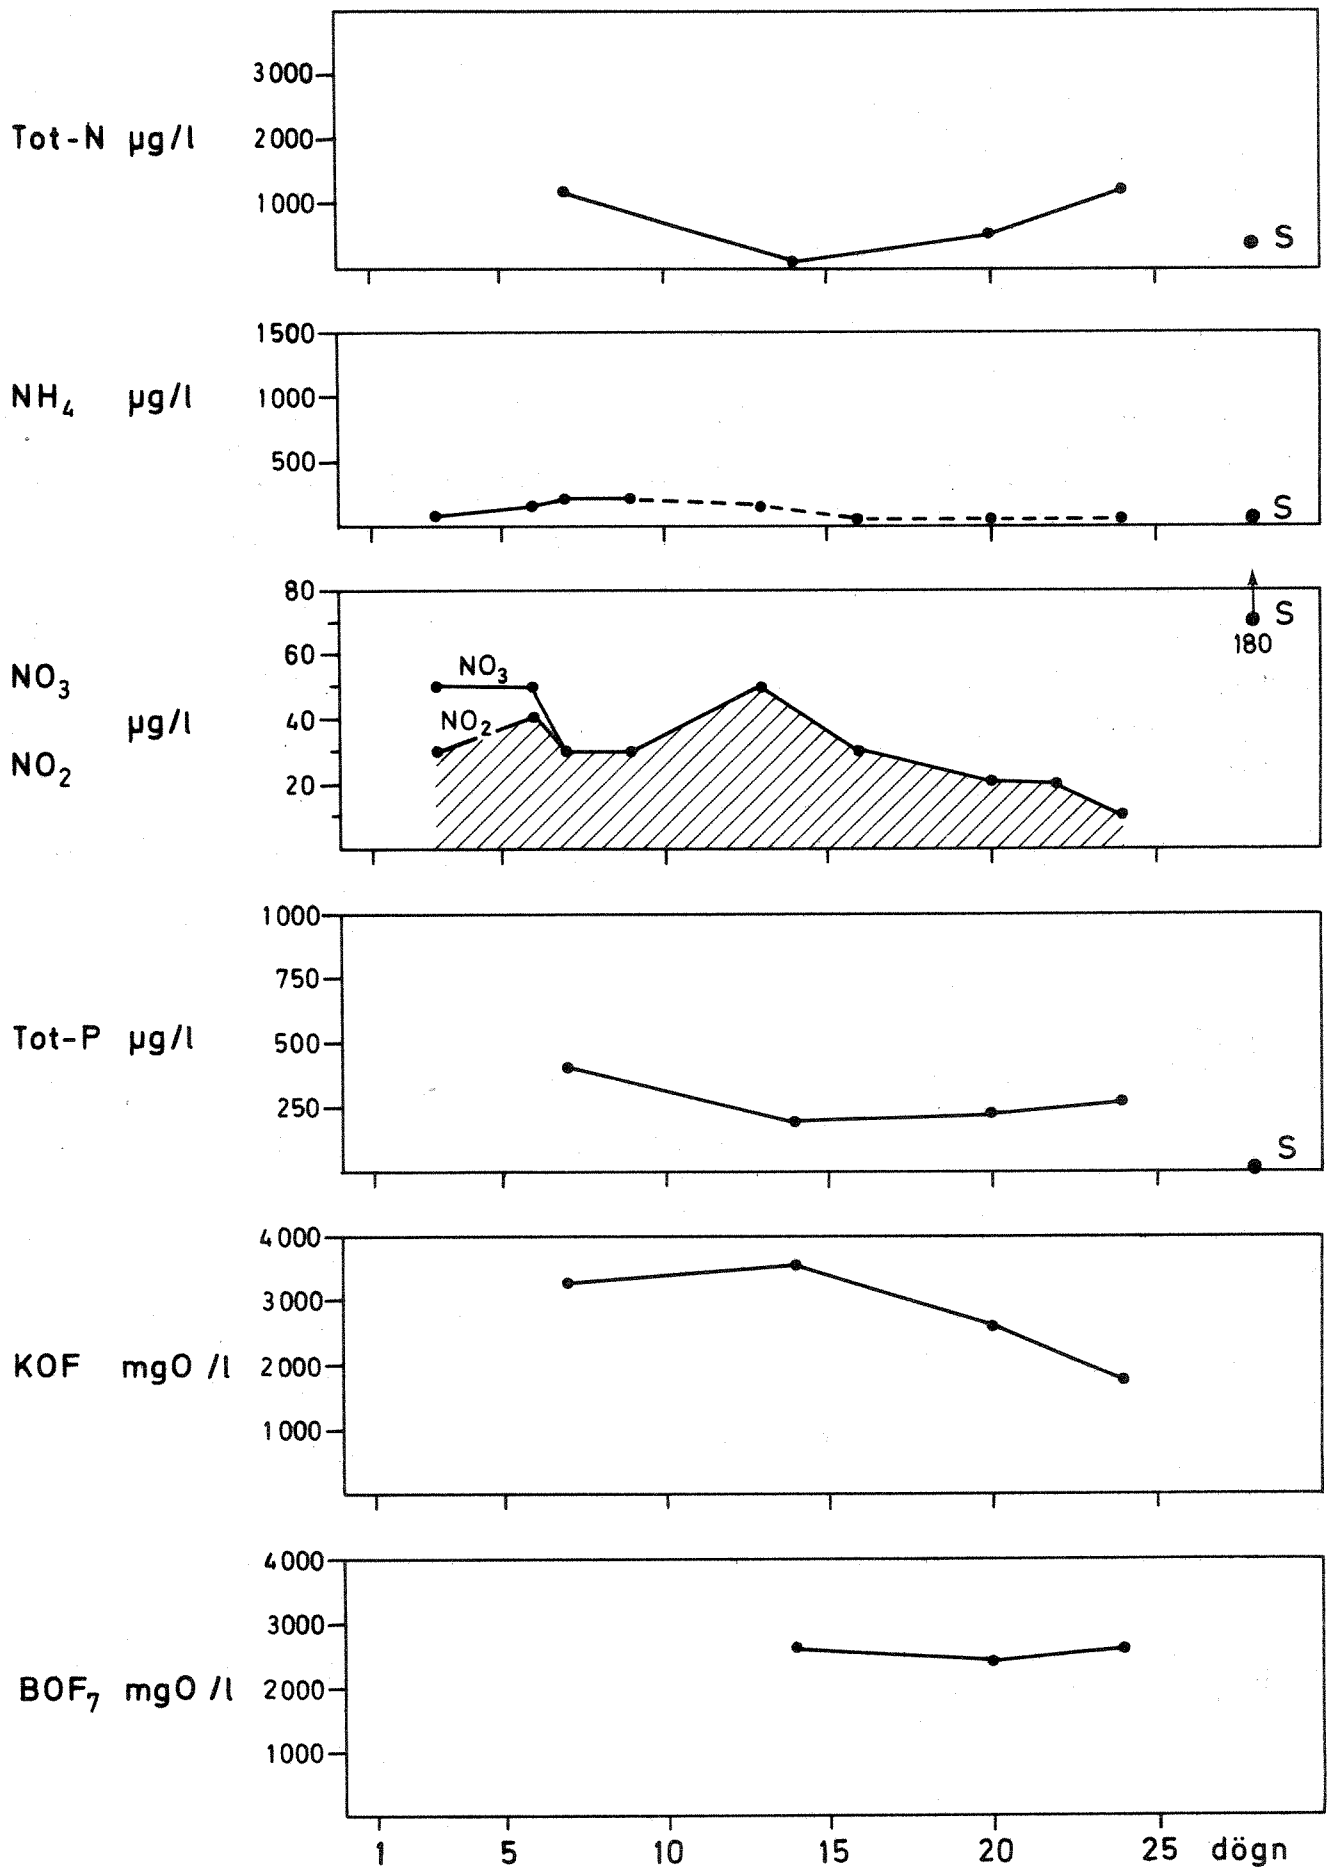 3000
Tot-N µg/l 2000
1000
S
1500
NH₄ µg/l 1000
500
S
80
S
180
60
NO₃
NO₃
µg/l 40
NO₂
NO₂
20
1000
750
Tot-P µg/l 500
250
S
4000
3000
KOF mgO/l 2000
1000
4000
3000
BOF₇ mgO/l 2000
1000
1 5 10 15 20 25 dögn